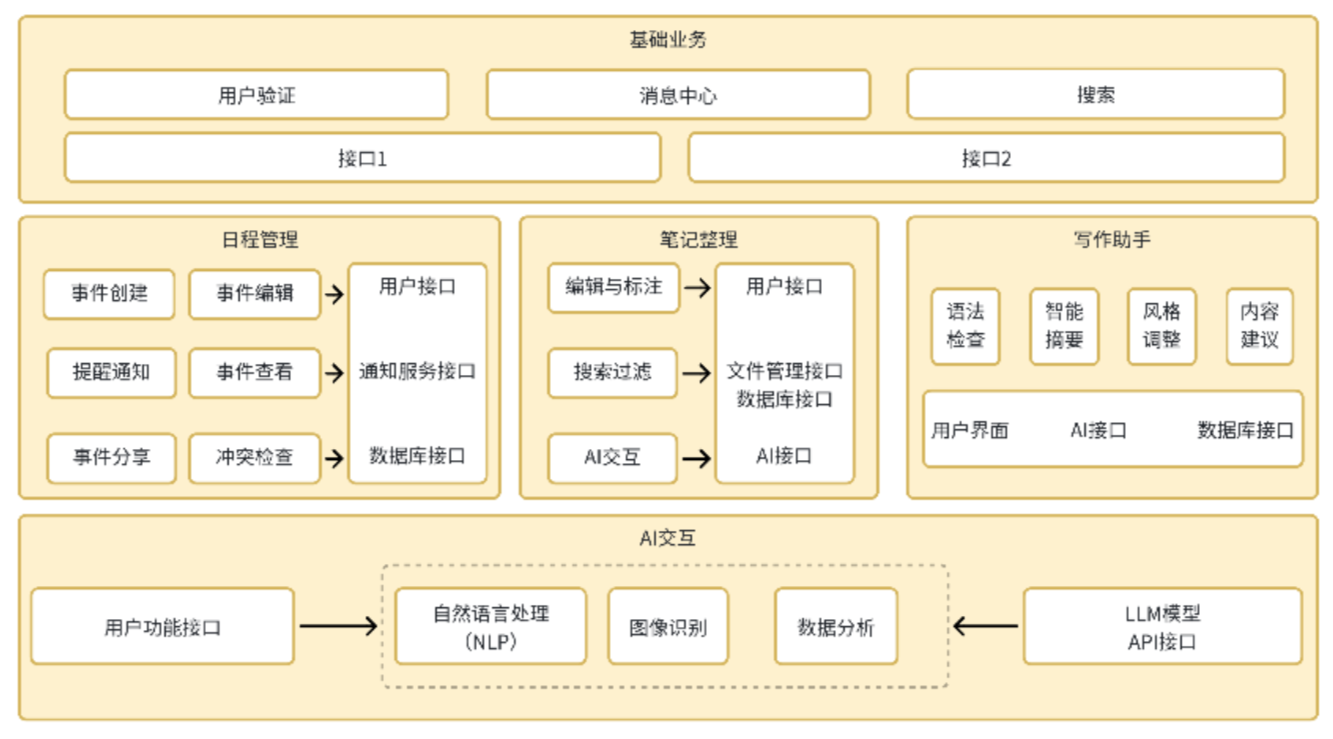 基础业务
用户验证
消息中心
搜索
接口1
接口2
日程管理
事件创建
事件编辑
用户接口
提醒通知
事件查看
通知服务接口
事件分享
冲突检查
数据库接口
笔记整理
编辑与标注
用户接口
搜索过滤
文件管理接口
数据库接口
AI交互
AI接口
写作助手
语法
检查
智能
摘要
风格
调整
内容
建议
用户界面
AI接口
数据库接口
AI交互
用户功能接口
自然语言处理
（NLP）
图像识别
数据分析
LLM模型
API接口